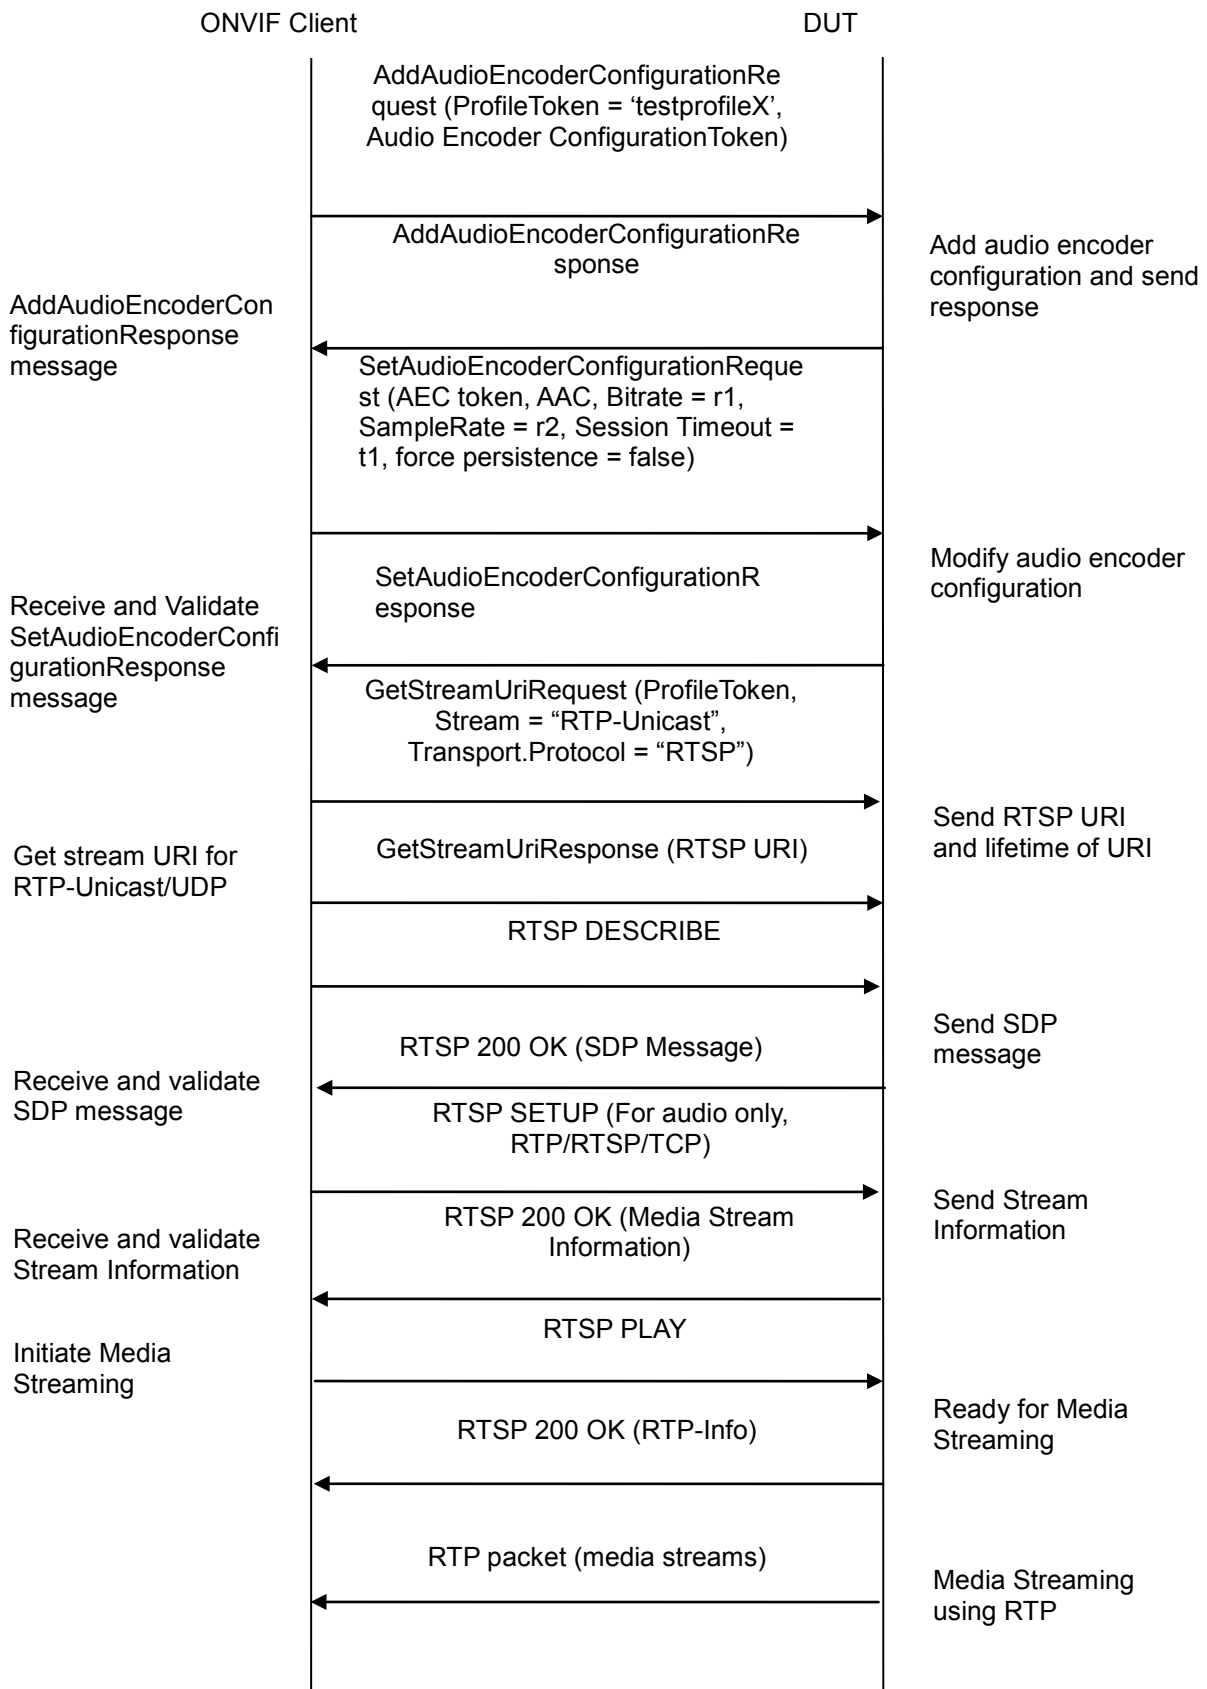 ONVIF Client
DUT
AddAudioEncoderConfigurationRe
quest (ProfileToken = ‘testprofileX’,
Audio Encoder ConfigurationToken)
AddAudioEncoderConfigurationRe
sponse
Add audio encoder
configuration and send
response
AddAudioEncoderCon
figurationResponse
message
SetAudioEncoderConfigurationReque
st (AEC token, AAC, Bitrate = r1,
SampleRate = r2, Session Timeout =
t1, force persistence = false)
Modify audio encoder
configuration
SetAudioEncoderConfigurationR
esponse
Receive and Validate
SetAudioEncoderConfi
gurationResponse
message
GetStreamUriRequest (ProfileToken,
Stream = “RTP-Unicast”,
Transport.Protocol = “RTSP”)
Send RTSP URI
and lifetime of URI
GetStreamUriResponse (RTSP URI)
Get stream URI for
RTP-Unicast/UDP
RTSP DESCRIBE
Send SDP
message
RTSP 200 OK (SDP Message)
Receive and validate
SDP message
RTSP SETUP (For audio only,
RTP/RTSP/TCP)
Send Stream
Information
RTSP 200 OK (Media Stream
Information)
Receive and validate
Stream Information
RTSP PLAY
Initiate Media
Streaming
Ready for Media
Streaming
RTSP 200 OK (RTP-Info)
RTP packet (media streams)
Media Streaming
using RTP